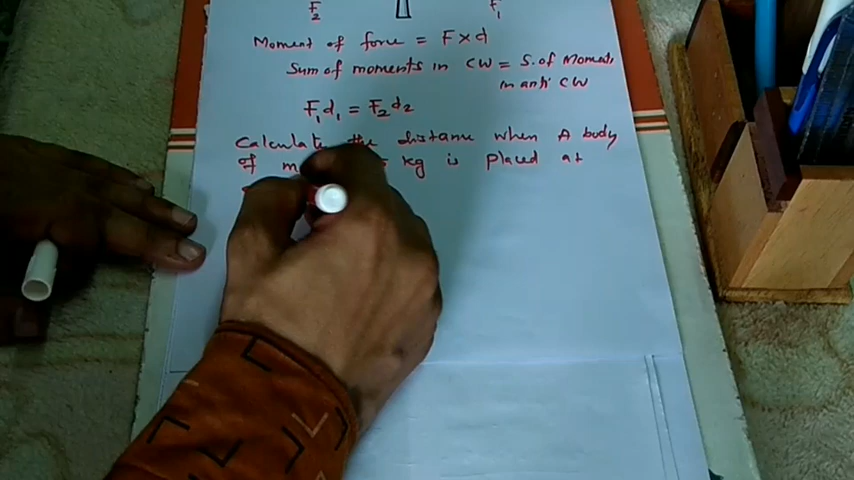 F2 F1
Moment of force = F×d
Sum of moments in CW = S. of Moment
in anti CW
F1d1 = F2d2
Calculate the distance when A body
of kg is placed at